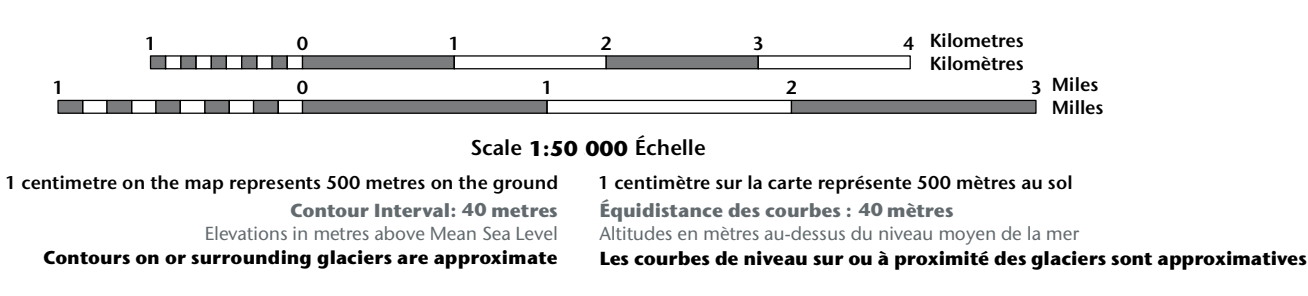 1 0 1 2 3 4 Kilometres
Kilomètres
1 0 1 2 3 Miles
Milles
Scale 1:50 000 Échelle
1 centimetre on the map represents 500 metres on the ground
Contour Interval: 40 metres
Elevations in metres above Mean Sea Level
Contours on or surrounding glaciers are approximate
1 centimètre sur la carte représente 500 mètres au sol
Équidistance des courbes : 40 mètres
Altitudes en mètres au-dessus du niveau moyen de la mer
Les courbes de niveau sur ou à proximité des glaciers sont approximatives